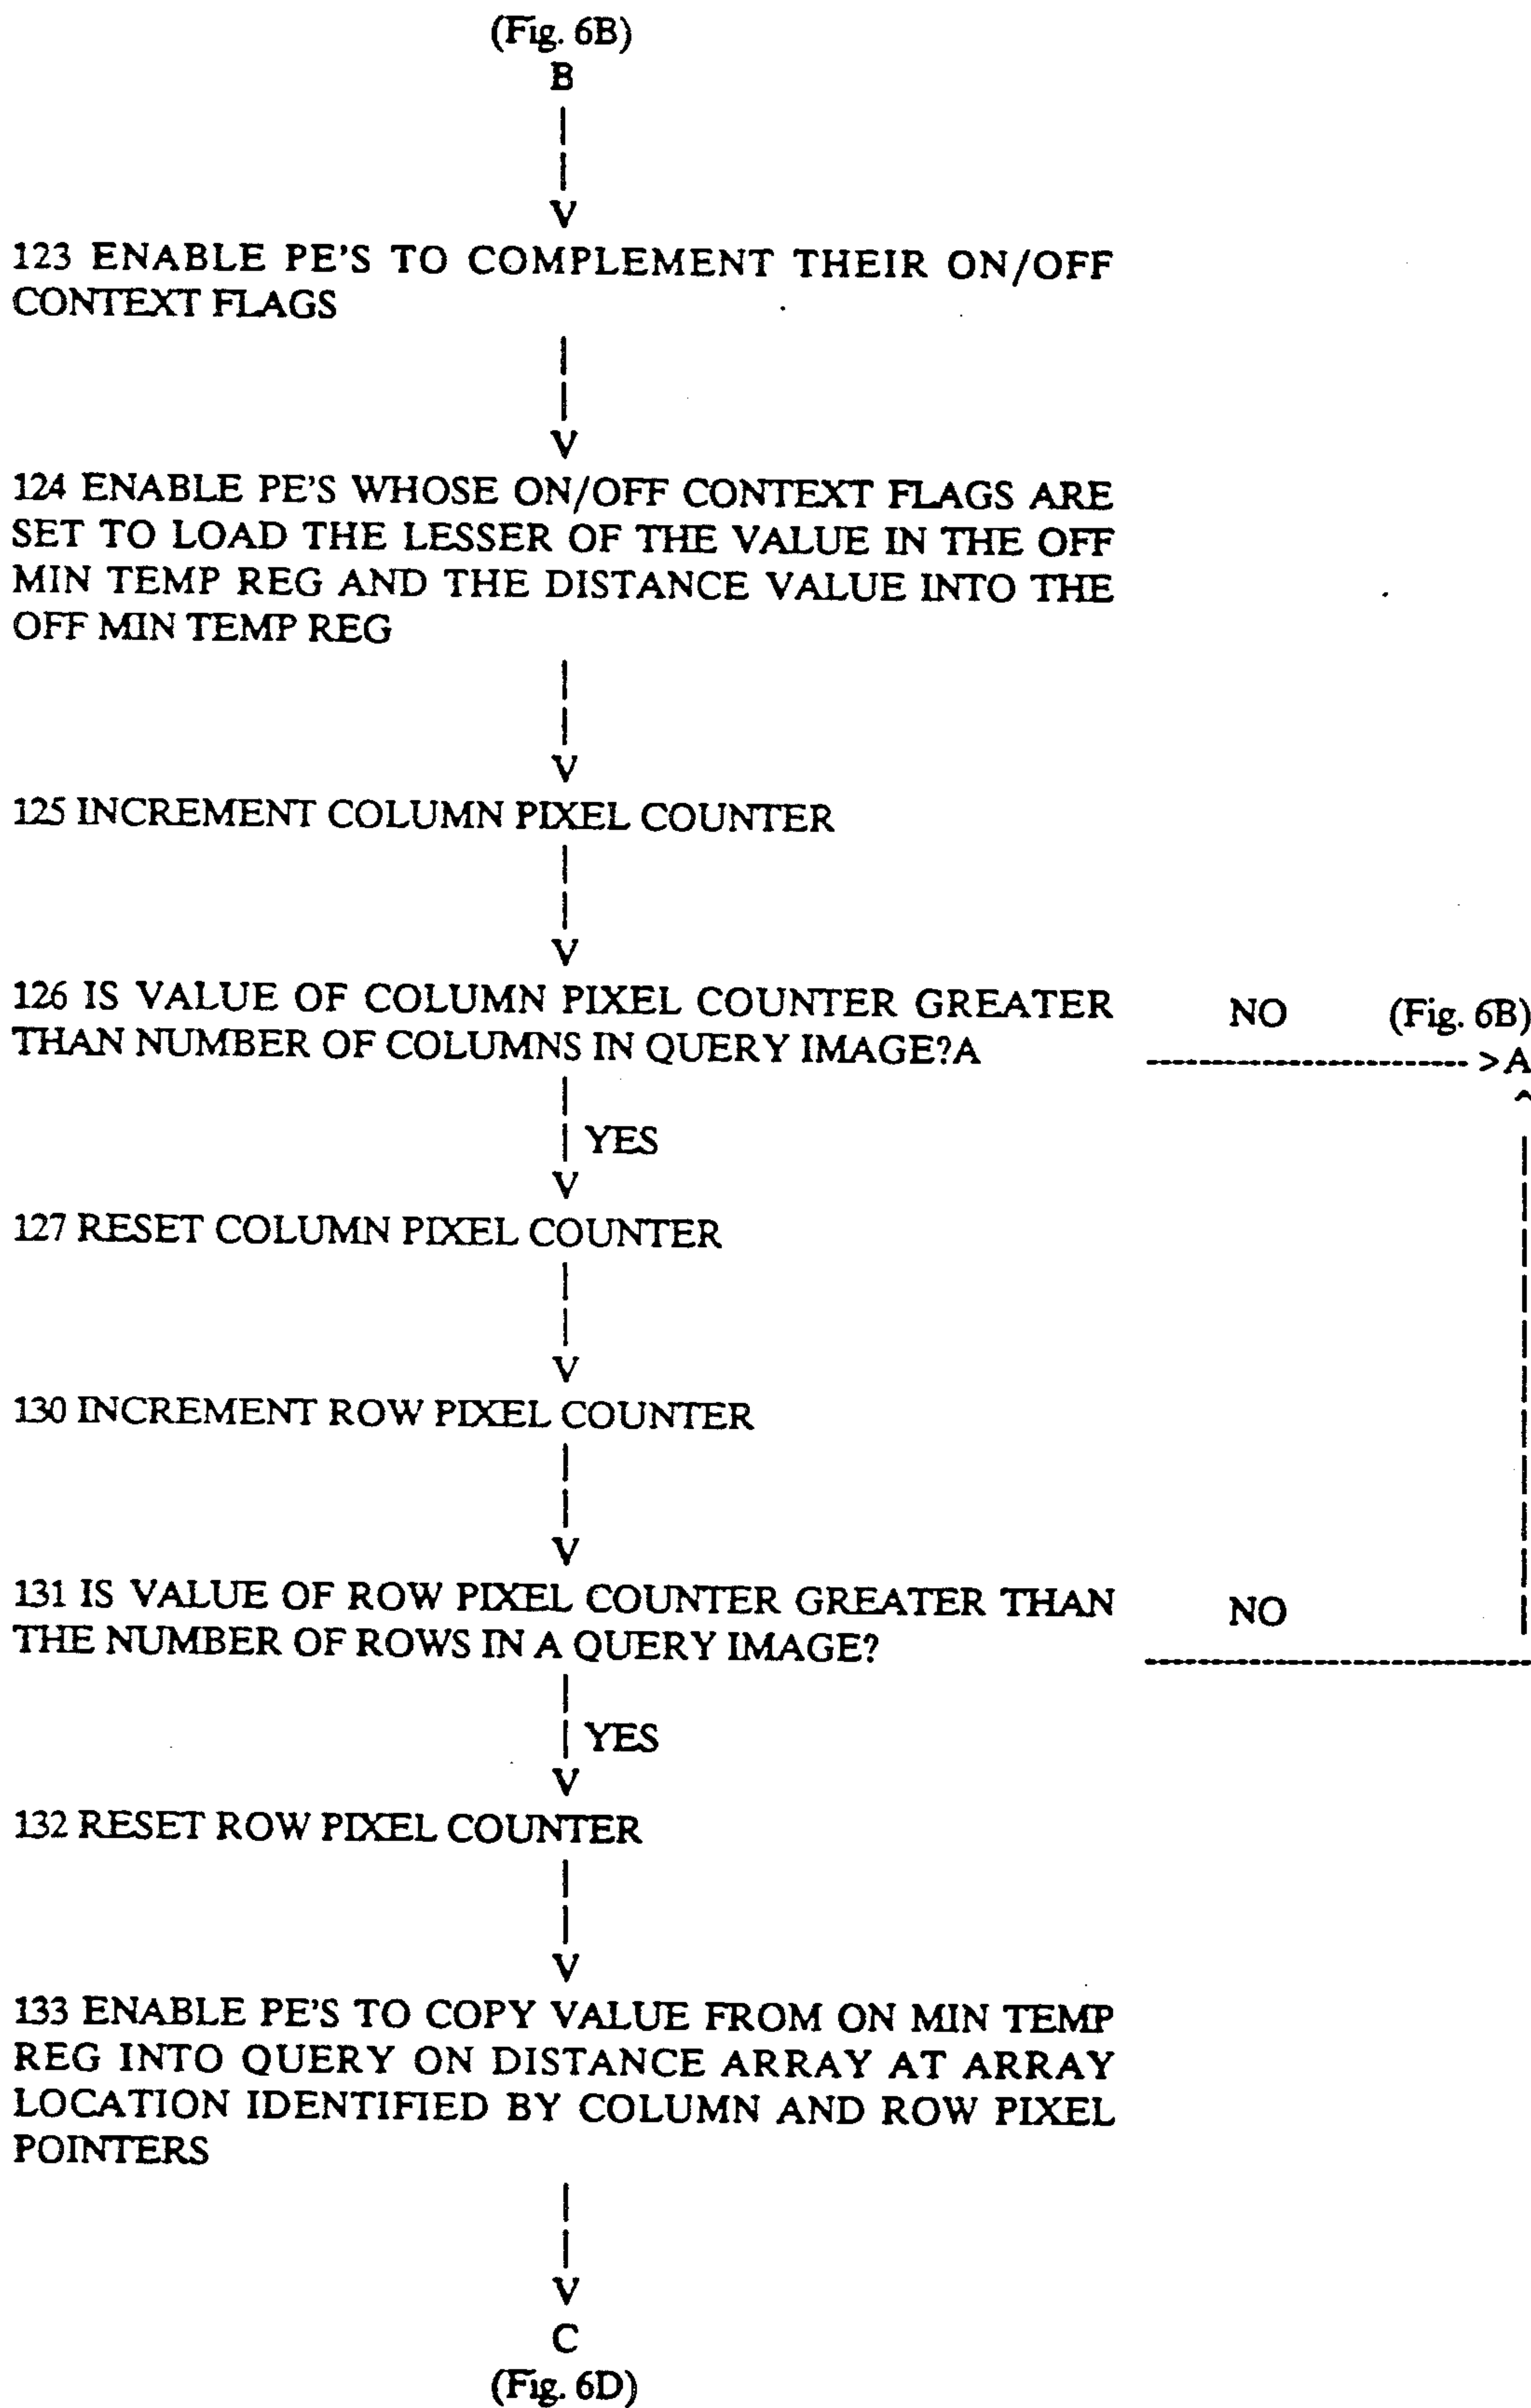 (Fig. 6B)
B
V
123 ENABLE PE'S TO COMPLEMENT THEIR ON/OFF
CONTEXT FLAGS
V
124 ENABLE PE'S WHOSE ON/OFF CONTEXT FLAGS ARE
SET TO LOAD THE LESSER OF THE VALUE IN THE OFF
MIN TEMP REG AND THE DISTANCE VALUE INTO THE
OFF MIN TEMP REG
V
125 INCREMENT COLUMN PIXEL COUNTER
V
126 IS VALUE OF COLUMN PIXEL COUNTER GREATER NO (Fig. 6B)
THAN NUMBER OF COLUMNS IN QUERY IMAGE?A ---------------------- >A
YES
V
127 RESET COLUMN PIXEL COUNTER
V
130 INCREMENT ROW PIXEL COUNTER
V
131 IS VALUE OF ROW PIXEL COUNTER GREATER THAN NO
THE NUMBER OF ROWS IN A QUERY IMAGE?
YES
V
132 RESET ROW PIXEL COUNTER
V
133 ENABLE PE'S TO COPY VALUE FROM ON MIN TEMP
REG INTO QUERY ON DISTANCE ARRAY AT ARRAY
LOCATION IDENTIFIED BY COLUMN AND ROW PIXEL
POINTERS
V
C
(Fig. 6D)